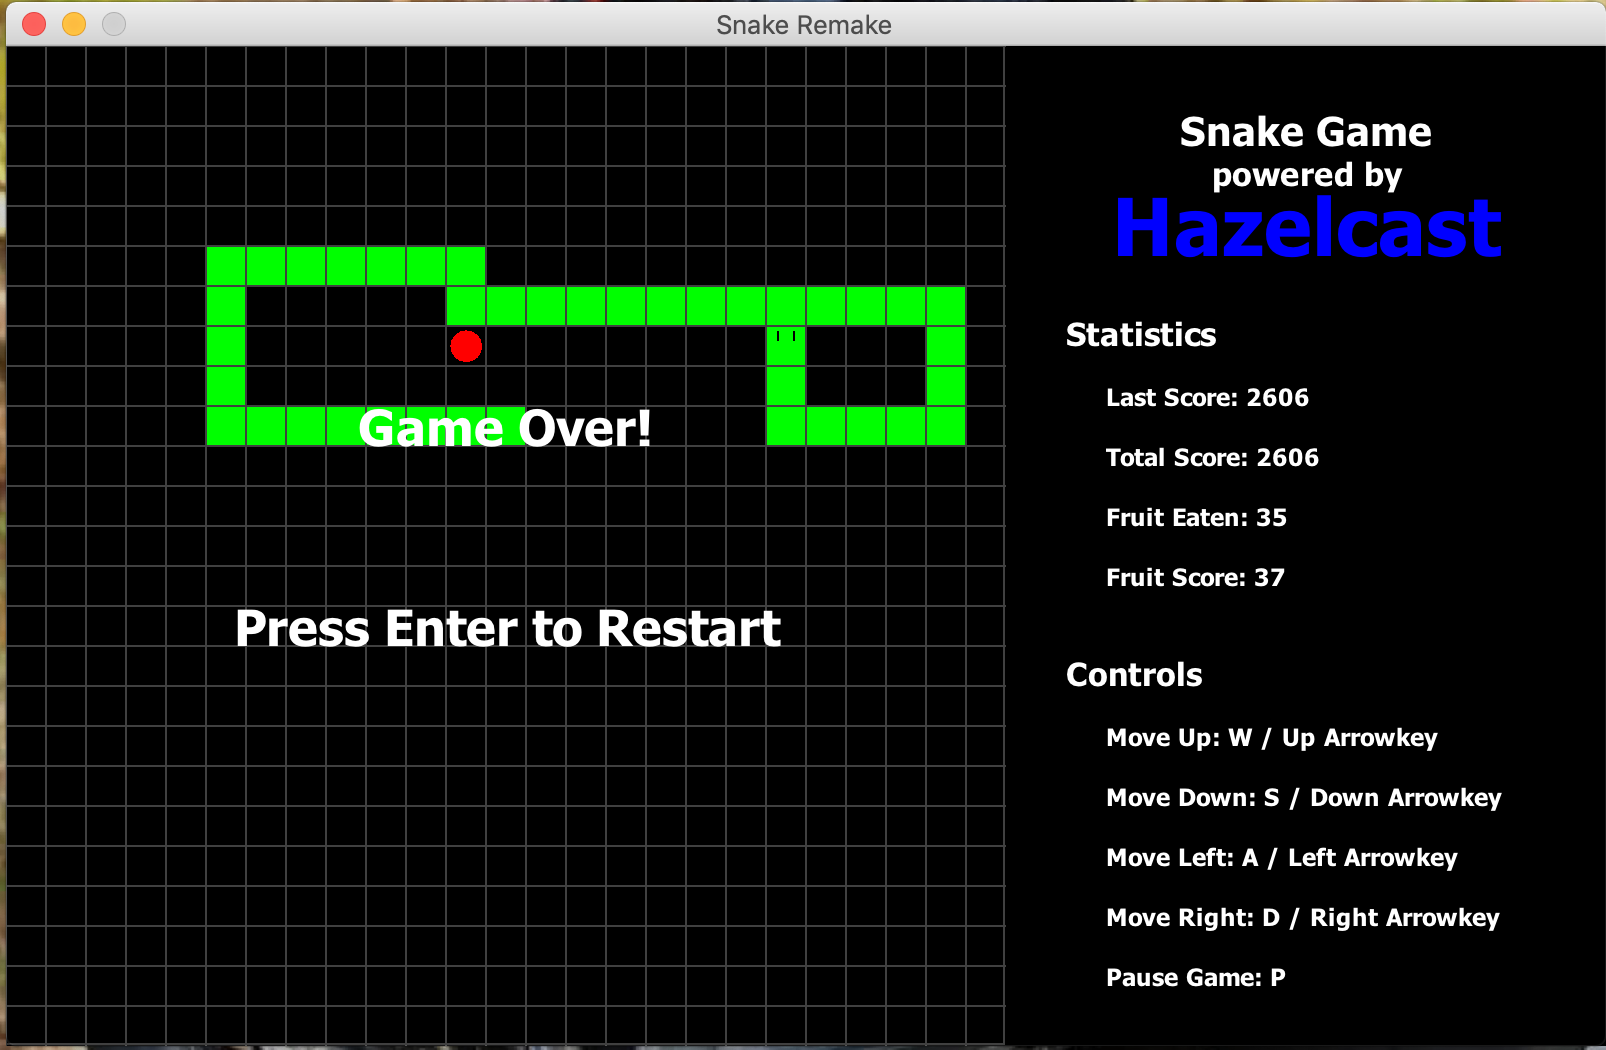 Snake Remake
Snake Game
powered by
Hazelcast
Statistics
Last Score: 2606
Total Score: 2606
Fruit Eaten: 35
Fruit Score: 37
Game Over!
Press Enter to Restart
Controls
Move Up: W / Up Arrowkey
Move Down: S / Down Arrowkey
Move Left: A / Left Arrowkey
Move Right: D / Right Arrowkey
Pause Game: P